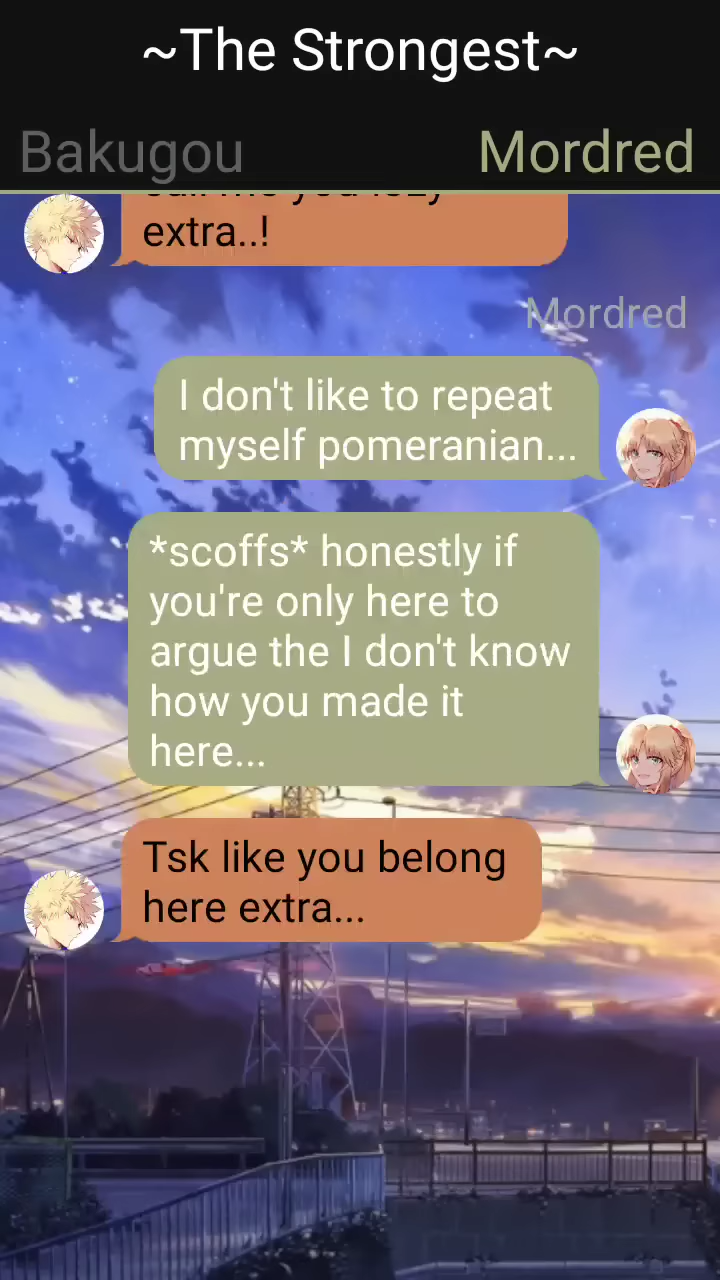 ~The Strongest~
Bakugou Mordred
extra..!
Mordred
I don't like to repeat
myself pomeranian...
*scoffs* honestly if
you're only here to
argue the I don't know
how you made it
here...
Tsk like you belong
here extra...